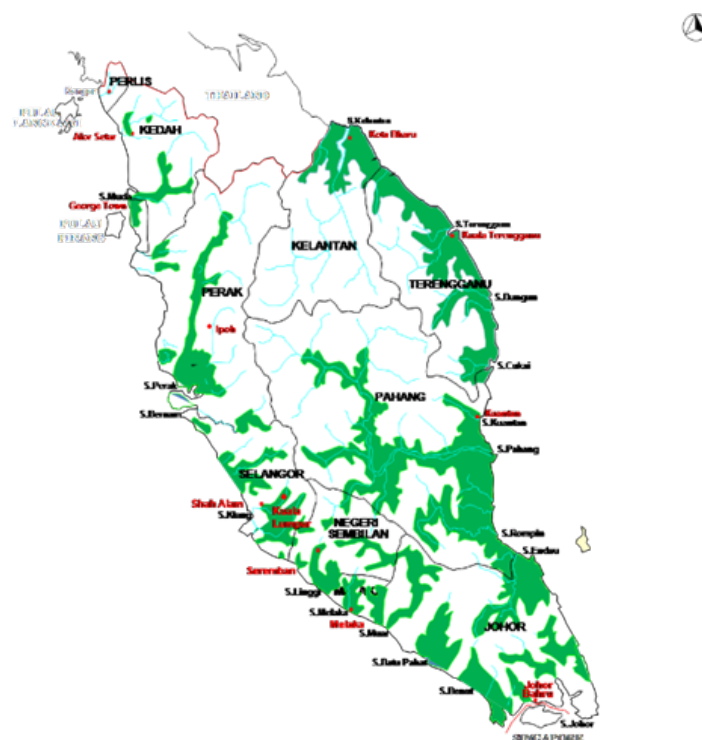 PERLIS
THAILAND
KEDAH
Alor Setar
S.Kelantan
Kota Bharu
S.Muda
George Town
S.Terengganu
Kuala Terengganu
KELANTAN
TERENGGANU
PERAK
S.Dungun
Ipoh
S.Cukai
S.Perak
PAHANG
S.Bernam
Kuantan
S.Kuantan
S.Pahang
SELANGOR
Shah Alam
S.Klang
Kuala
Lumpur
NEGERI
SEMBILAN
S.Rompin
S.Endau
Seremban
S.Linggi
S.Melaka
Melaka
S.Muar
JOHOR
S.Batu Pahat
S.Benut
Johor
Bahru
S.Johor
SINGAPORE